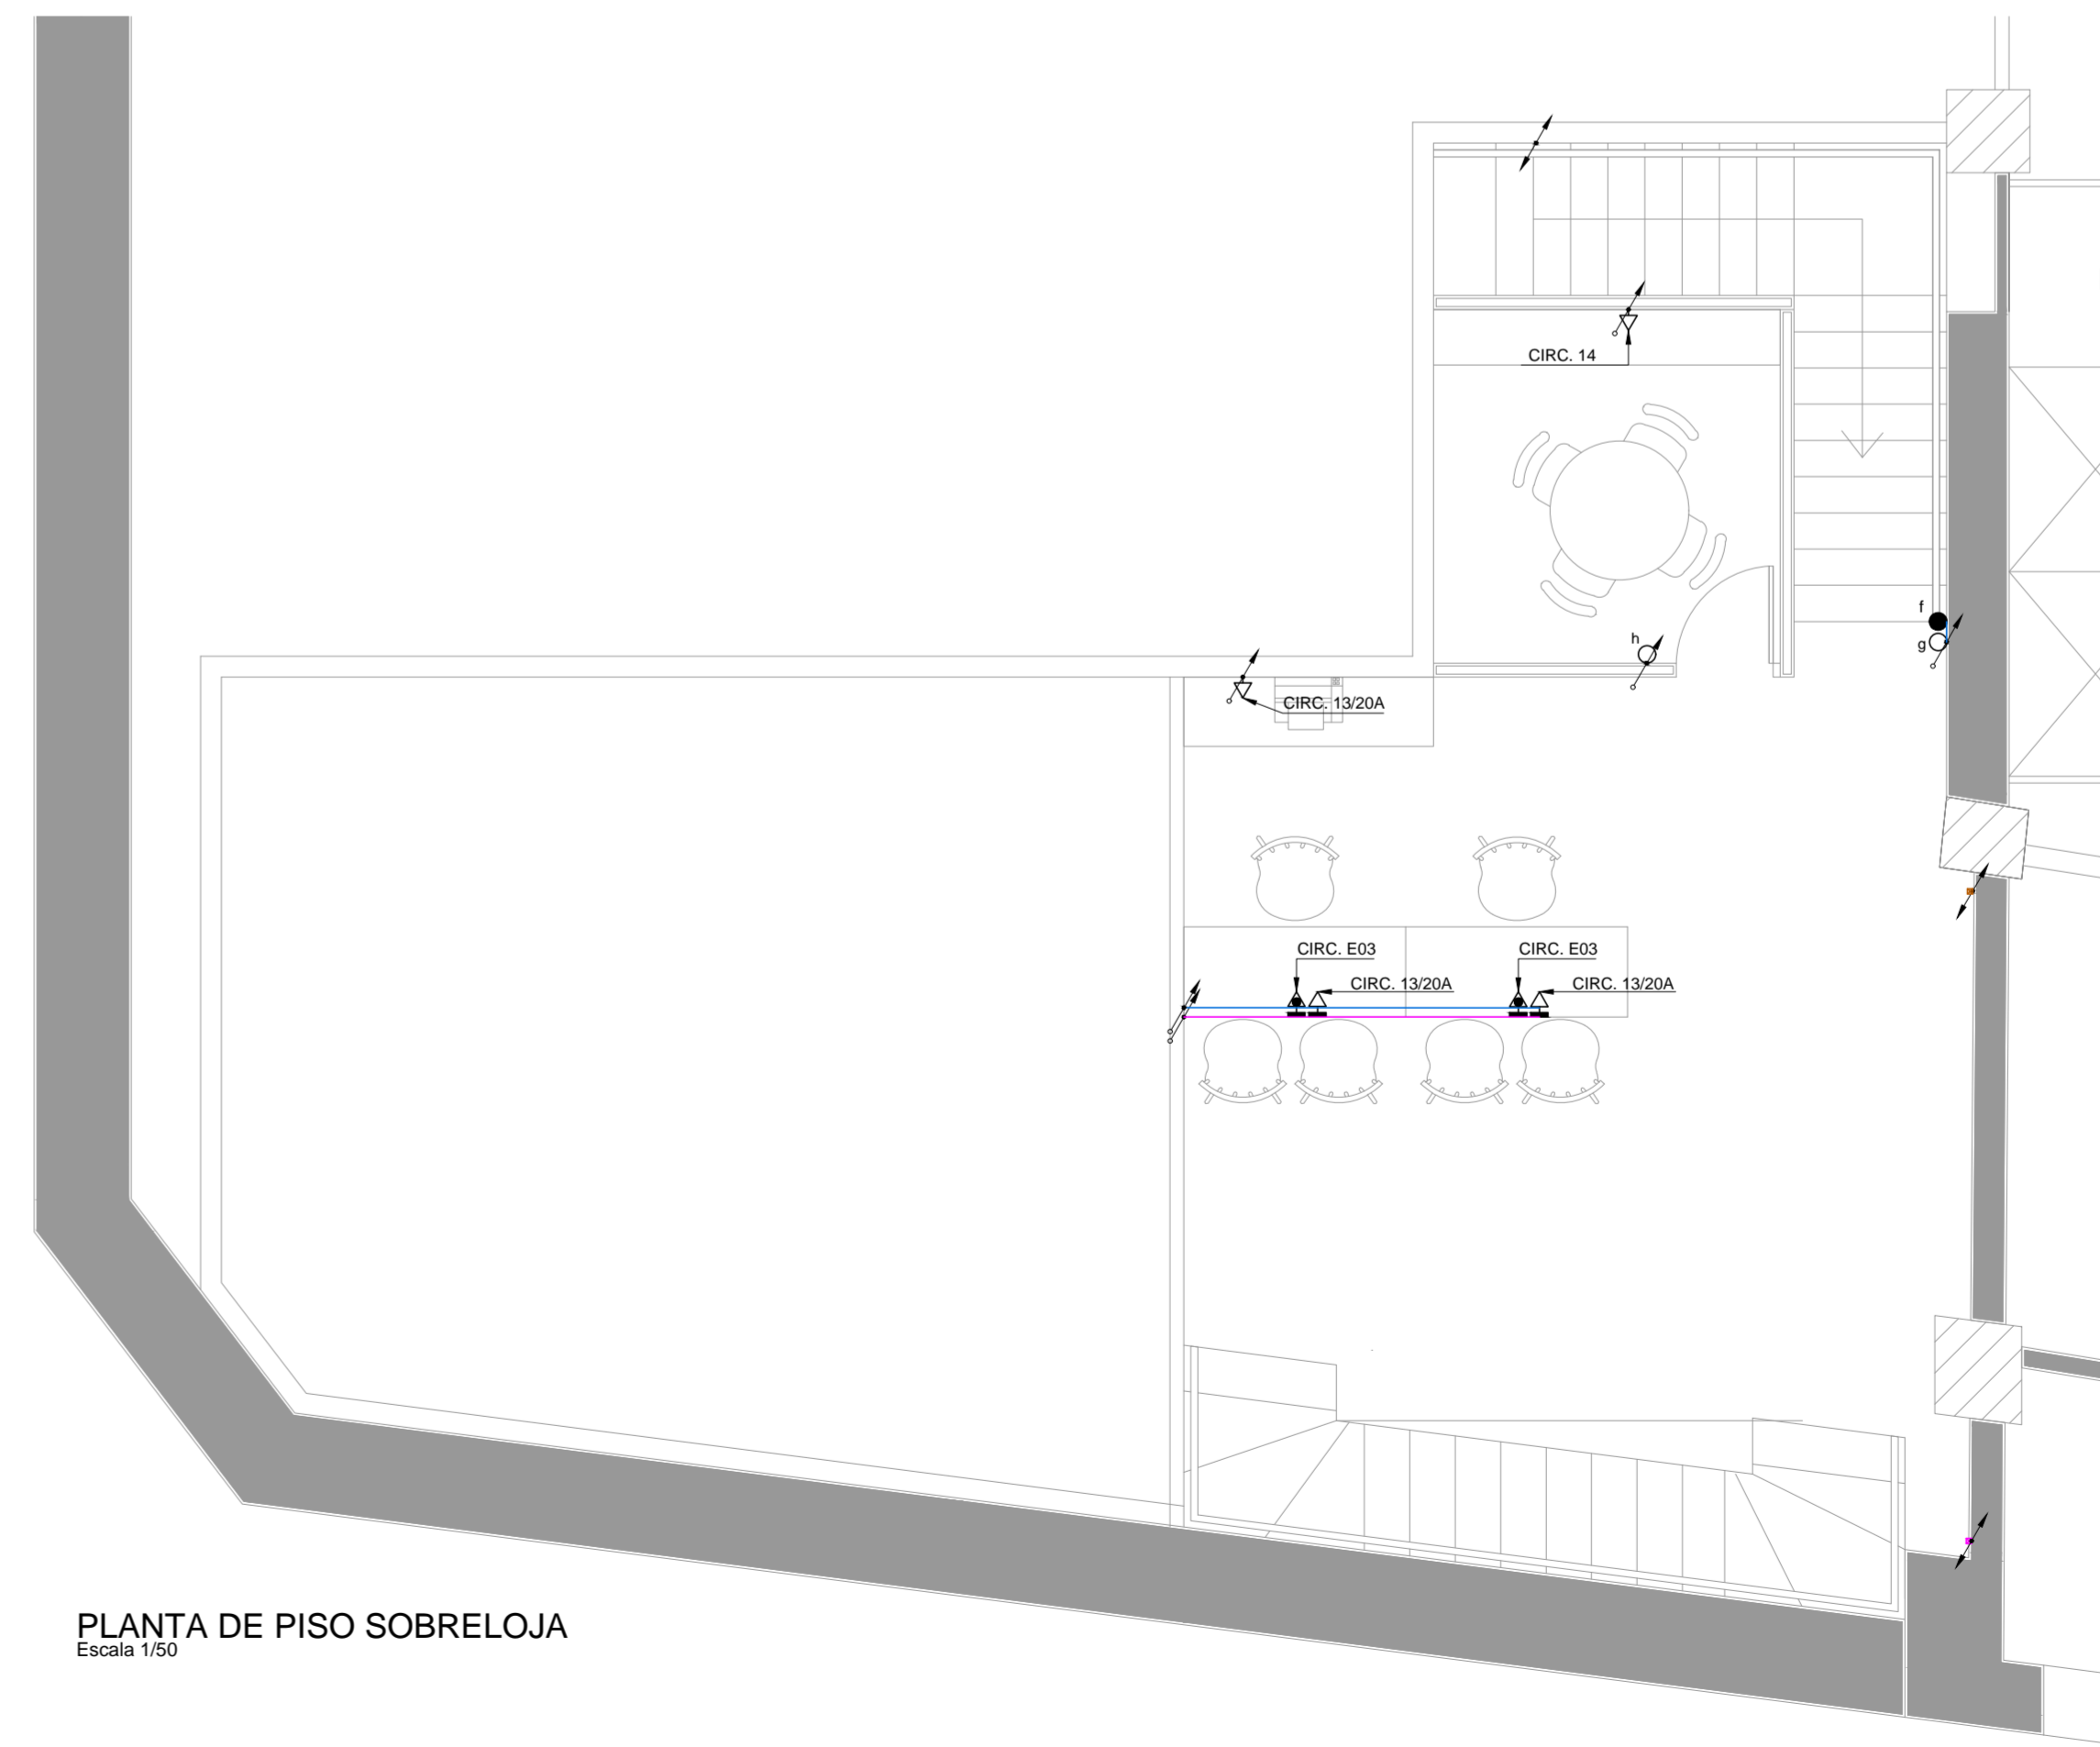 CIRC. 14
f
h
g
CIRC. 13/20A
CIRC. E03
CIRC. E03
CIRC. 13/20A
CIRC. 13/20A
PLANTA DE PISO SOBRELOJA
Escala 1/50